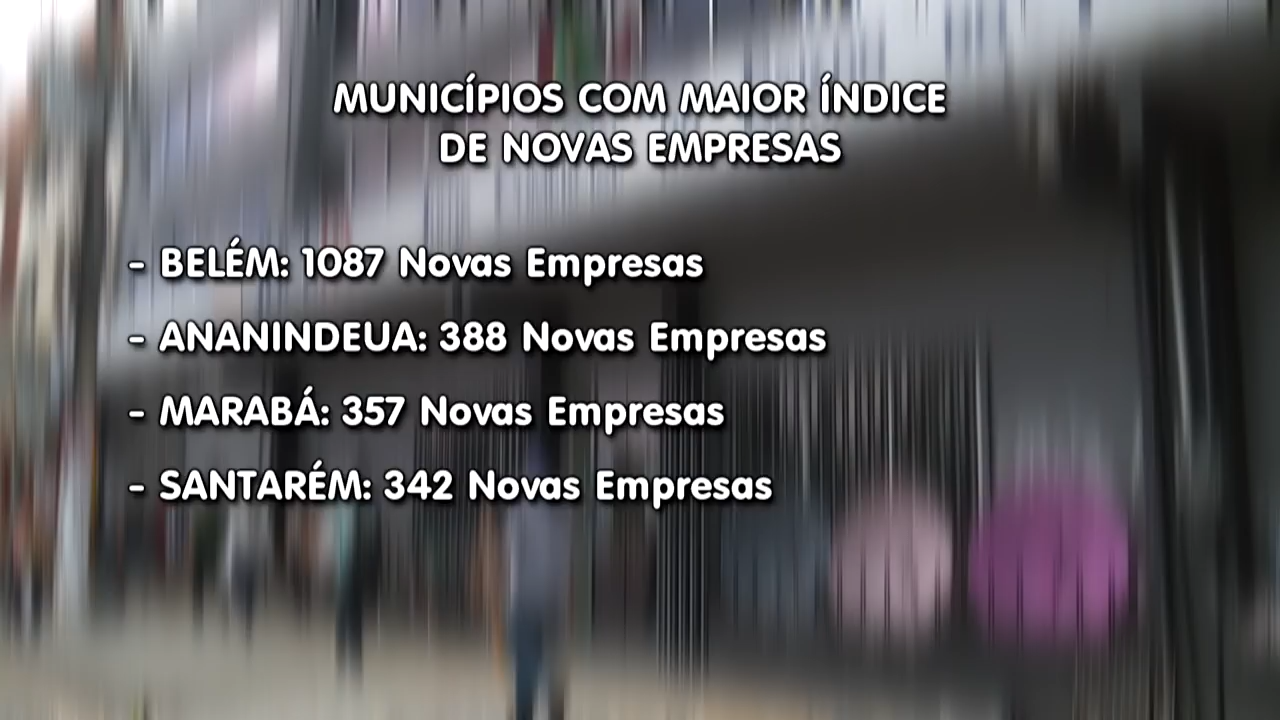 MUNICÍPIOS COM MAIOR ÍNDICE
DE NOVAS EMPRESAS
- BELÉM: 1087 Novas Empresas
- ANANINDEUA: 388 Novas Empresas
- MARABÁ: 357 Novas Empresas
- SANTARÉM: 342 Novas Empresas